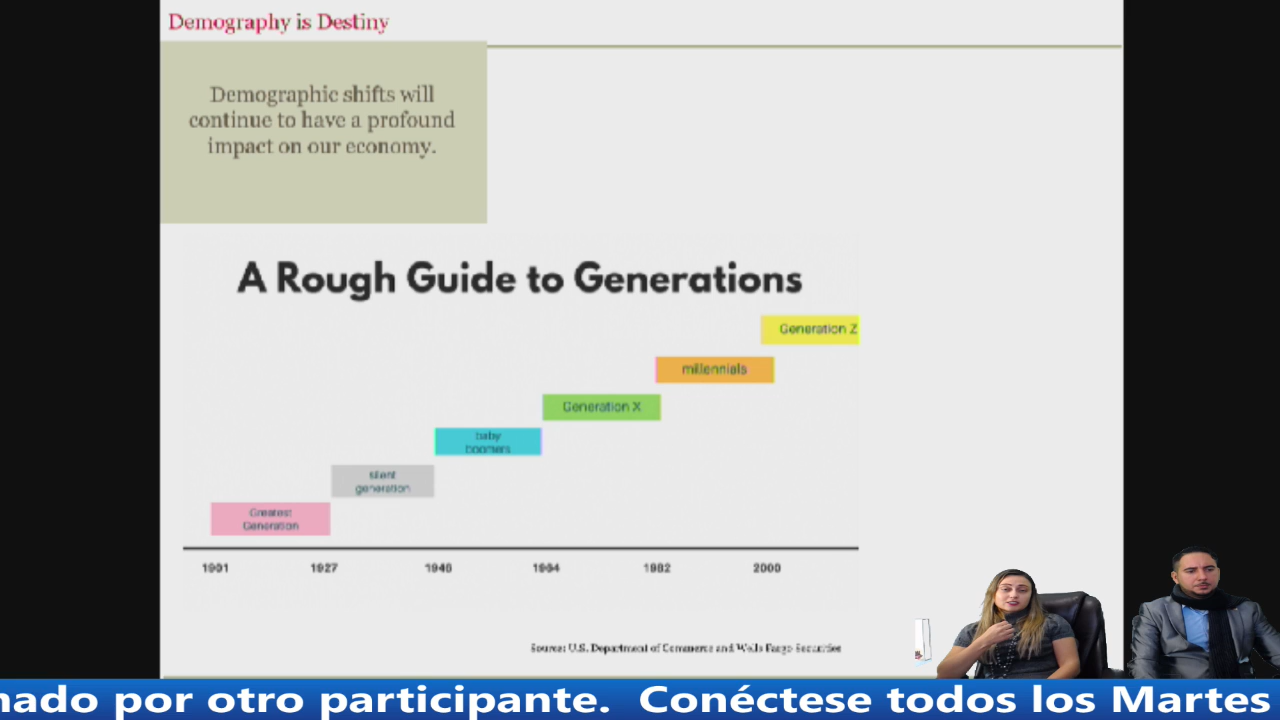 Demography is Destiny
Demographic shifts will
continue to have a profound
impact on our economy.
A Rough Guide to Generations
Generation Z
millennials
Generation X
baby
boomers
silent
generation
Greatest
Generation
1901 1927 1946 1964 1982 2000
Source: U.S. Department of Commerce and Wells Fargo Securities
nado por otro participante. Conéctese todos los Martes